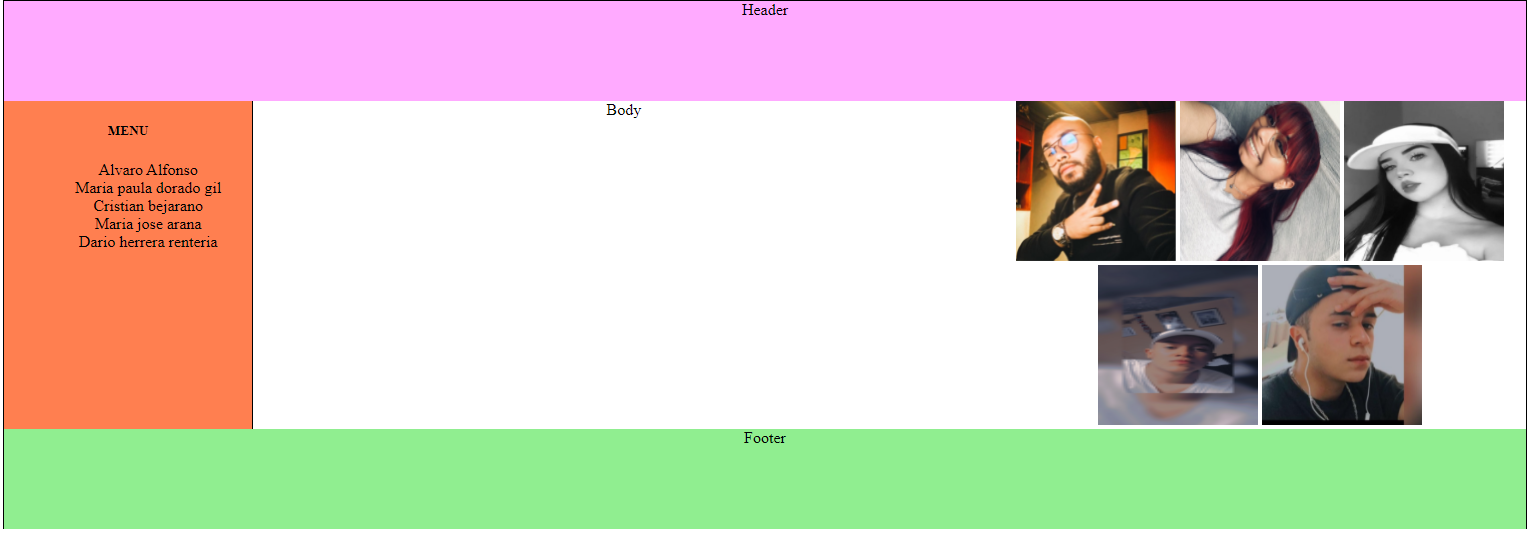 Header
MENU
Alvaro Alfonso
Maria paula dorado gil
Cristian bejarano
Maria jose arana
Dario herrera renteria
Body
Footer